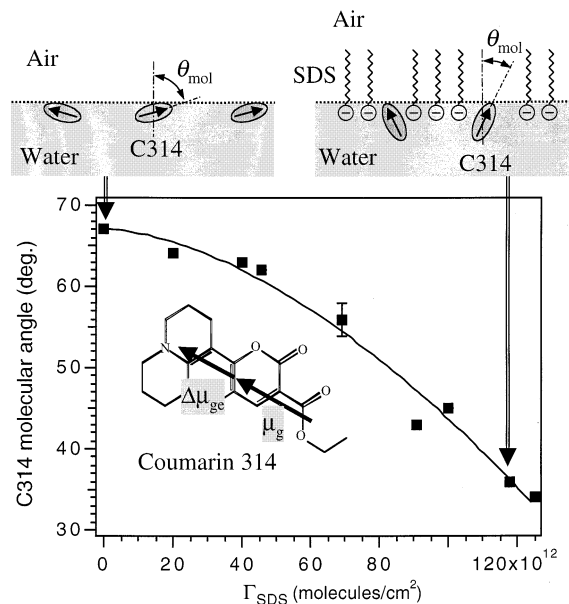 Air
θmol
C314
Water
Air
SDS
θmol
Water
C314
C314 molecular angle (deg.)
70
60
50
40
30
N
O
O
O
O
Δμge
μg
Coumarin 314
0
20
40
60
80
120x10¹²
ΓSDS (molecules/cm²)